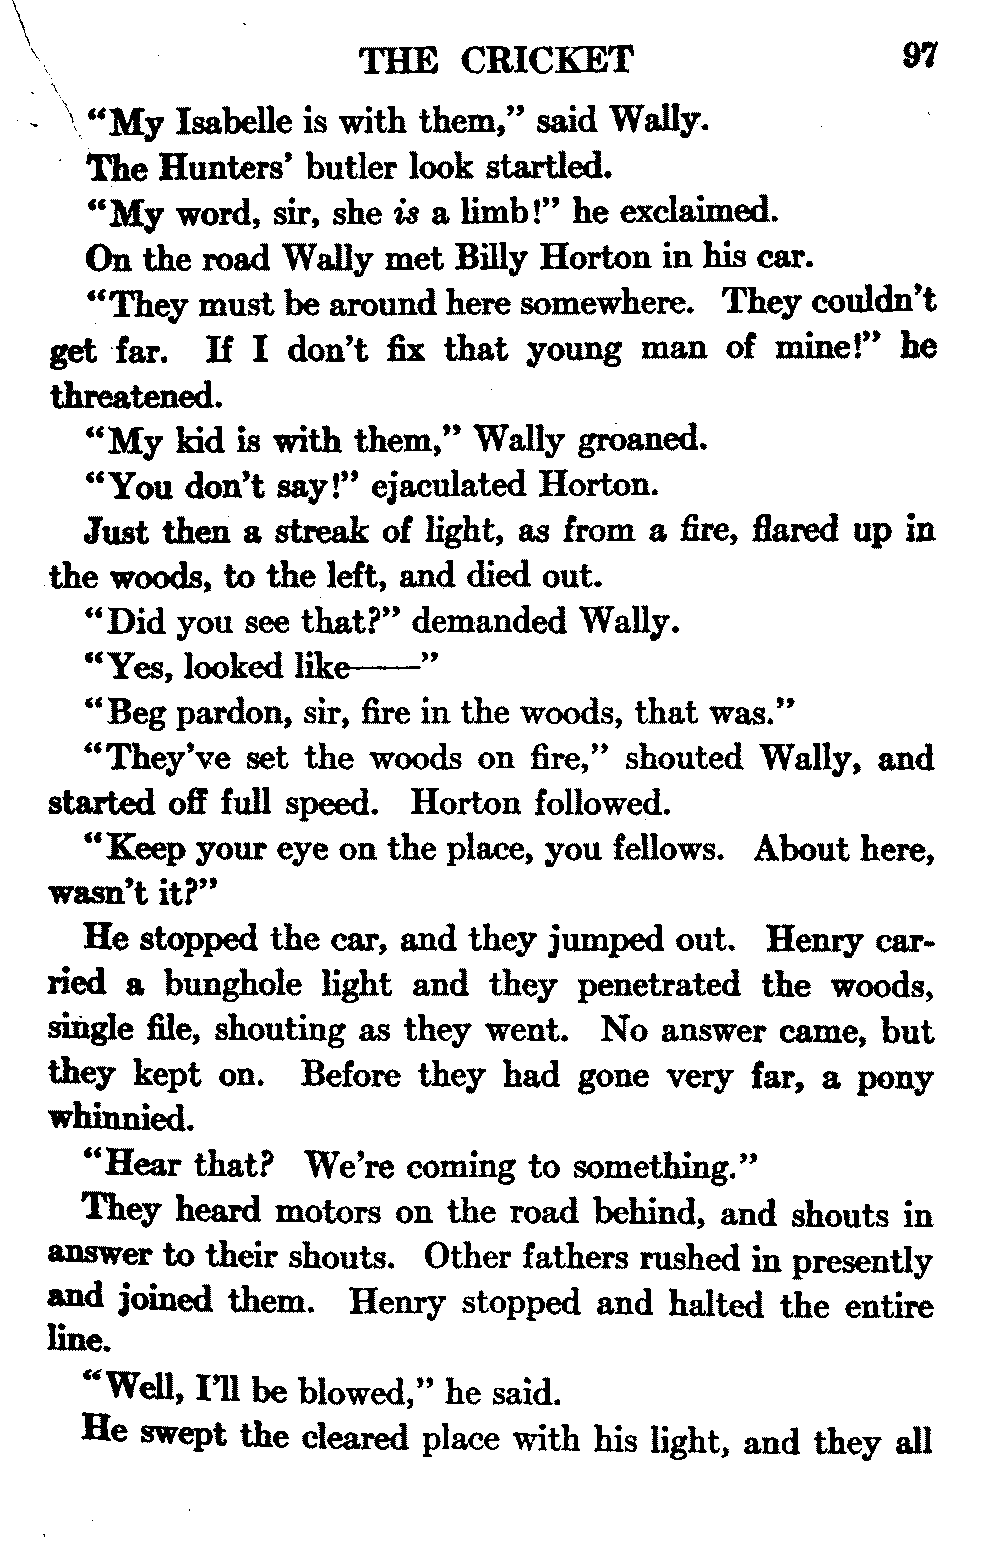 THE CRICKET 97
“My Isabelle is with them,” said Wally.
The Hunters’ butler look startled.
“My word, sir, she is a limb!” he exclaimed.
On the road Wally met Billy Horton in his car.
“They must be around here somewhere. They couldn’t
get far. If I don’t fix that young man of mine!” he
threatened.
“My kid is with them,” Wally groaned.
“You don’t say!” ejaculated Horton.
Just then a streak of light, as from a fire, flared up in
the woods, to the left, and died out.
“Did you see that?” demanded Wally.
“Yes, looked like——”
“Beg pardon, sir, fire in the woods, that was.”
“They’ve set the woods on fire,” shouted Wally, and
started off full speed. Horton followed.
“Keep your eye on the place, you fellows. About here,
wasn’t it?”
He stopped the car, and they jumped out. Henry car-
ried a bunghole light and they penetrated the woods,
single file, shouting as they went. No answer came, but
they kept on. Before they had gone very far, a pony
whinnied.
“Hear that? We’re coming to something.”
They heard motors on the road behind, and shouts in
answer to their shouts. Other fathers rushed in presently
and joined them. Henry stopped and halted the entire
line.
“Well, I’ll be blowed,” he said.
He swept the cleared place with his light, and they all